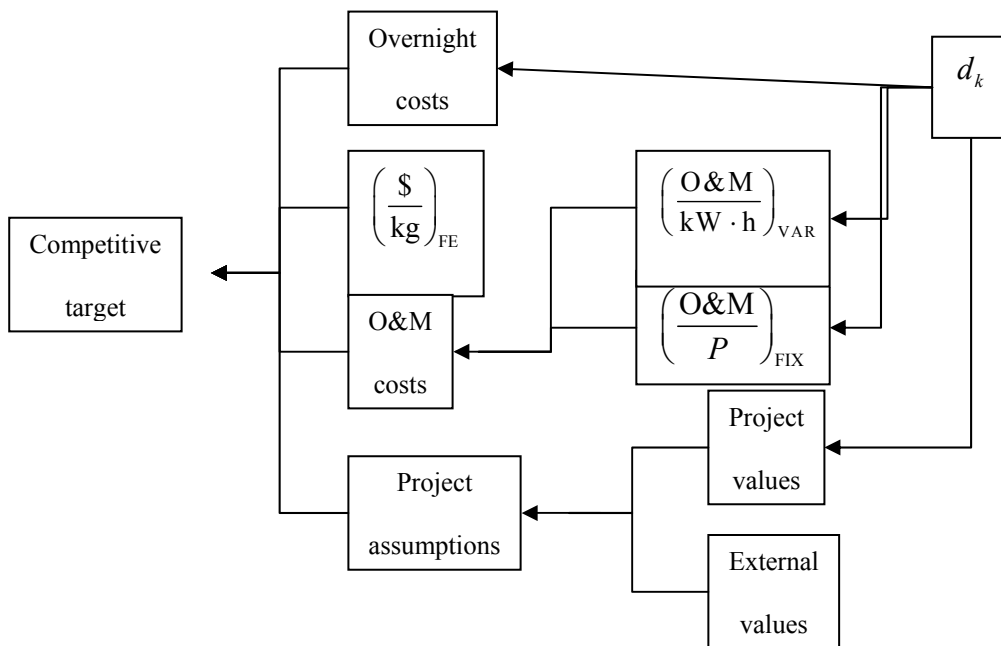 Overnight
costs
d_k
($/kg)_FE
(O&M/kW · h)_VAR
Competitive
target
O&M
costs
(O&M/P)_FIX
Project
values
Project
assumptions
External
values